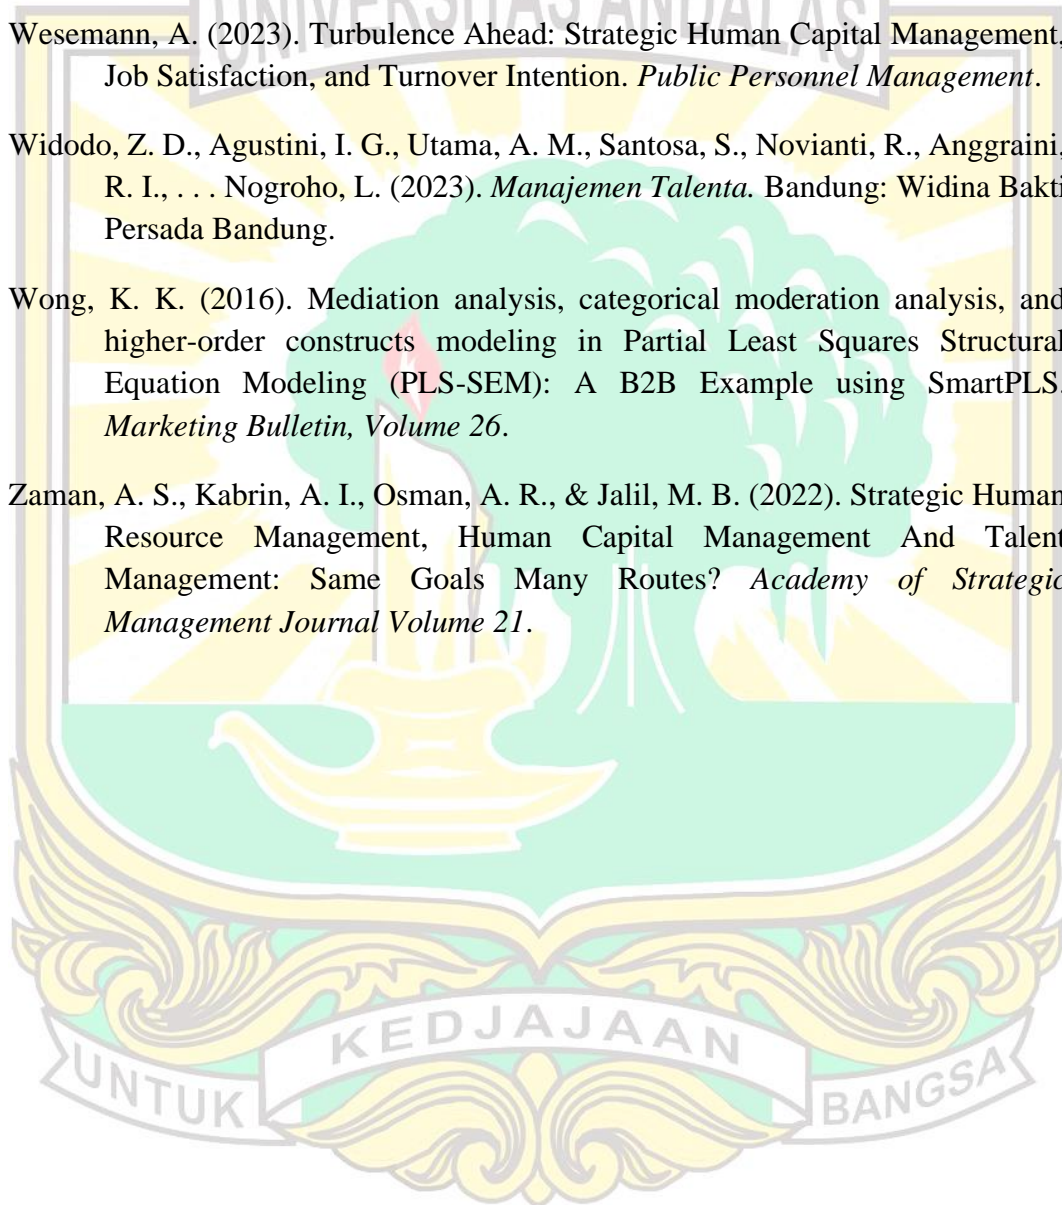 UNIVERSITAS ANDALAS
Wesemann, A. (2023). Turbulence Ahead: Strategic Human Capital Management,
Job Satisfaction, and Turnover Intention. Public Personnel Management.
Widodo, Z. D., Agustini, I. G., Utama, A. M., Santosa, S., Novianti, R., Anggraini,
R. I., . . . Nogroho, L. (2023). Manajemen Talenta. Bandung: Widina Bakti
Persada Bandung.
Wong, K. K. (2016). Mediation analysis, categorical moderation analysis, and
higher-order constructs modeling in Partial Least Squares Structural
Equation Modeling (PLS-SEM): A B2B Example using SmartPLS.
Marketing Bulletin, Volume 26.
Zaman, A. S., Kabrin, A. I., Osman, A. R., & Jalil, M. B. (2022). Strategic Human
Resource Management, Human Capital Management And Talent
Management: Same Goals Many Routes? Academy of Strategic
Management Journal Volume 21.
UNTUK KEDJAJAAN BANGSA